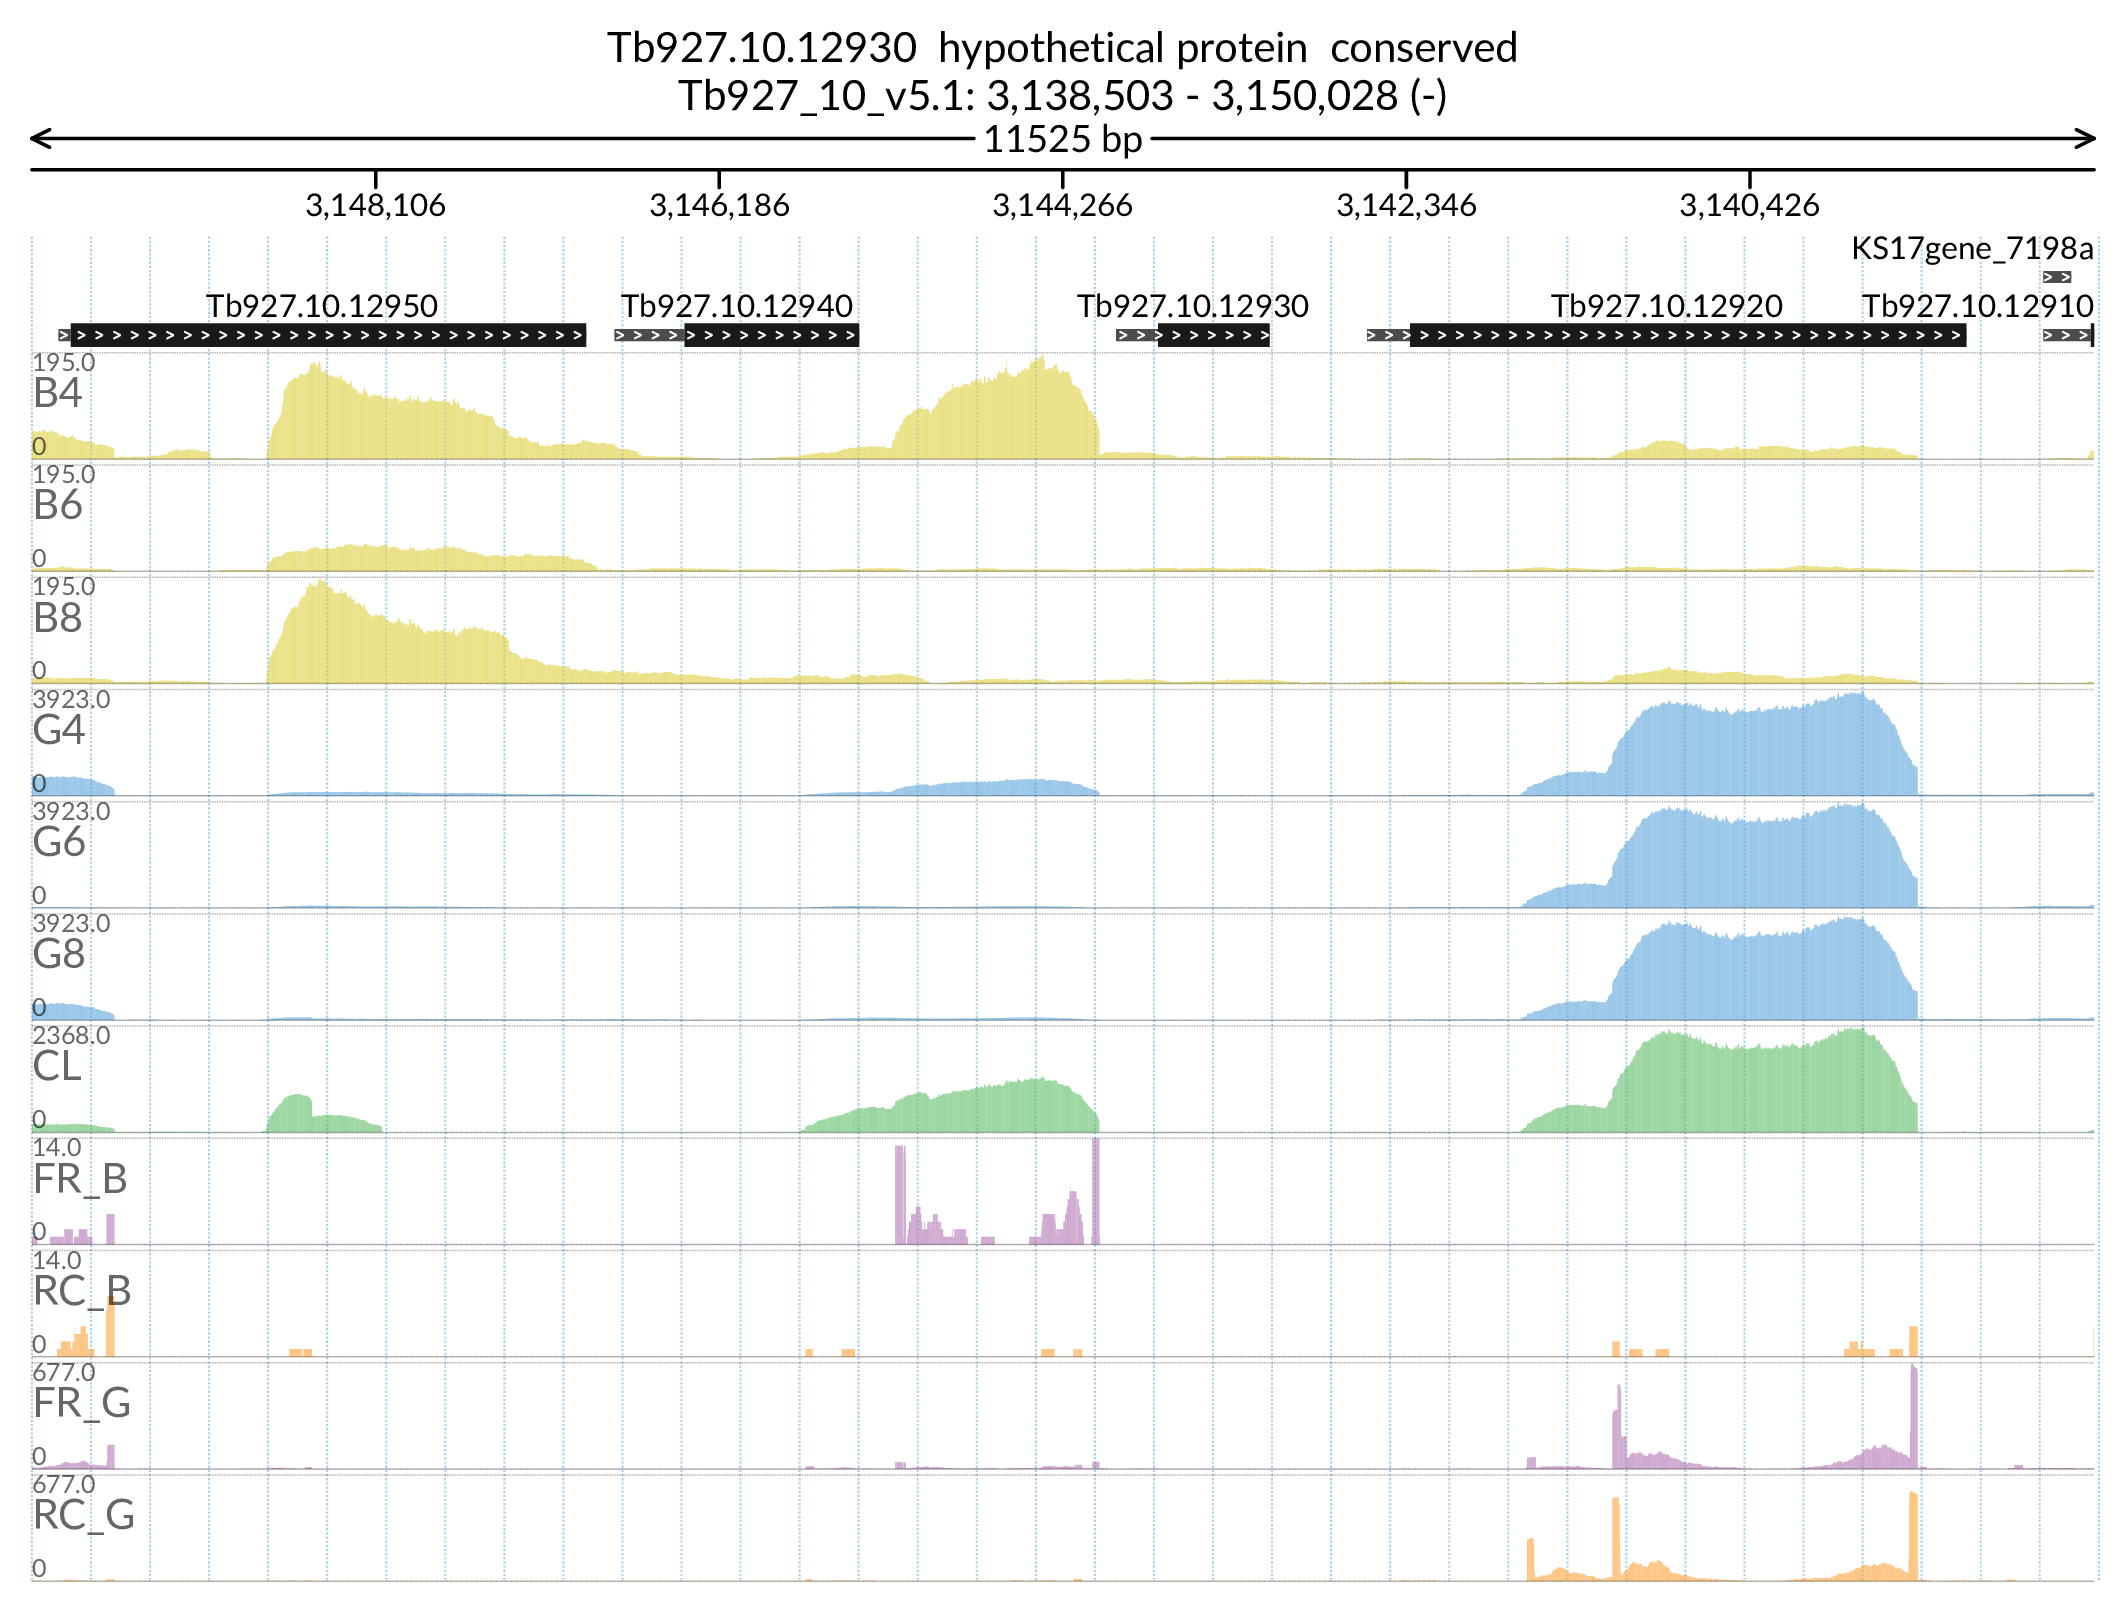 Tb927.10.12930  hypothetical protein  conserved
Tb927_10_v5.1: 3,138,503 - 3,150,028 (-)
11525 bp
3,148,106 3,146,186 3,144,266 3,142,346 3,140,426
KS17gene_7198a
Tb927.10.12950 Tb927.10.12940 Tb927.10.12930 Tb927.10.12920 Tb927.10.12910
195.0
B4
0
195.0
B6
0
195.0
B8
0
3923.0
G4
0
3923.0
G6
0
3923.0
G8
0
2368.0
CL
0
14.0
FR_B
0
14.0
RC_B
0
677.0
FR_G
0
677.0
RC_G
0